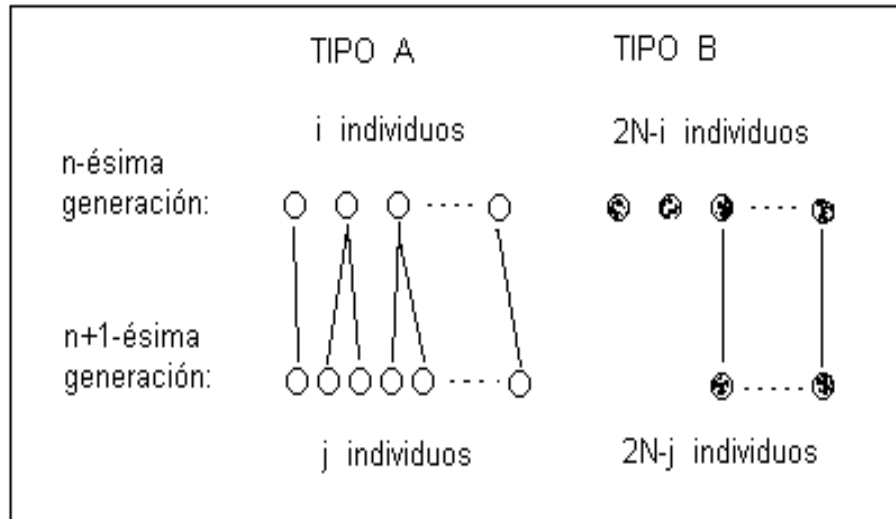 TIPO A
TIPO B
i individuos
2N-i individuos
n-ésima
generación:
n+1-ésima
generación:
j individuos
2N-j individuos